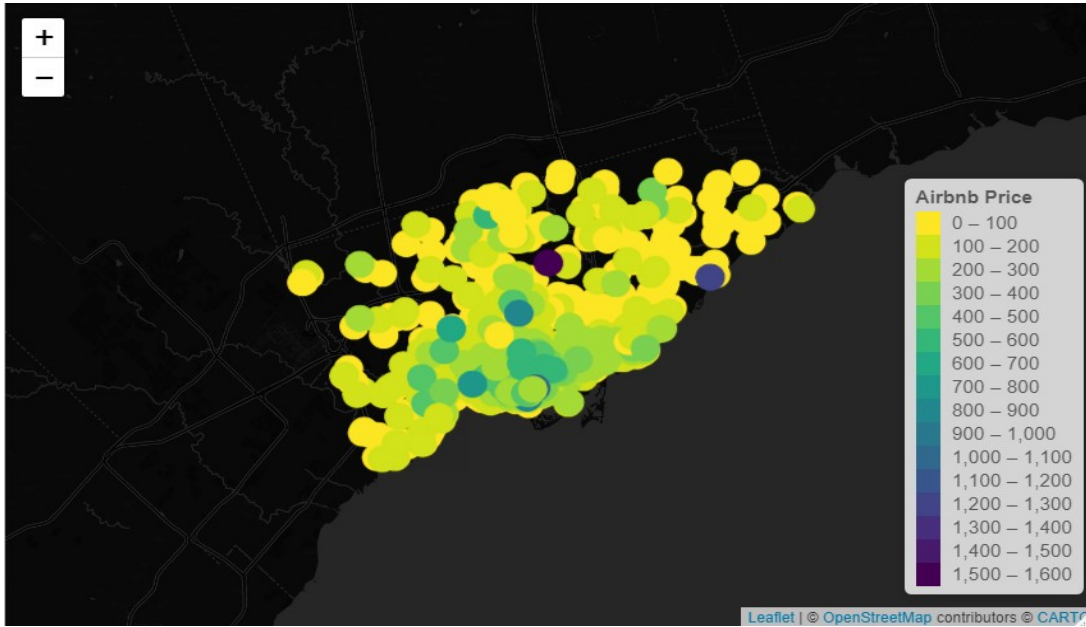 +
−
Airbnb Price
0 – 100
100 – 200
200 – 300
300 – 400
400 – 500
500 – 600
600 – 700
700 – 800
800 – 900
900 – 1,000
1,000 – 1,100
1,100 – 1,200
1,200 – 1,300
1,300 – 1,400
1,400 – 1,500
1,500 – 1,600
Leaflet | © OpenStreetMap contributors © CARTO